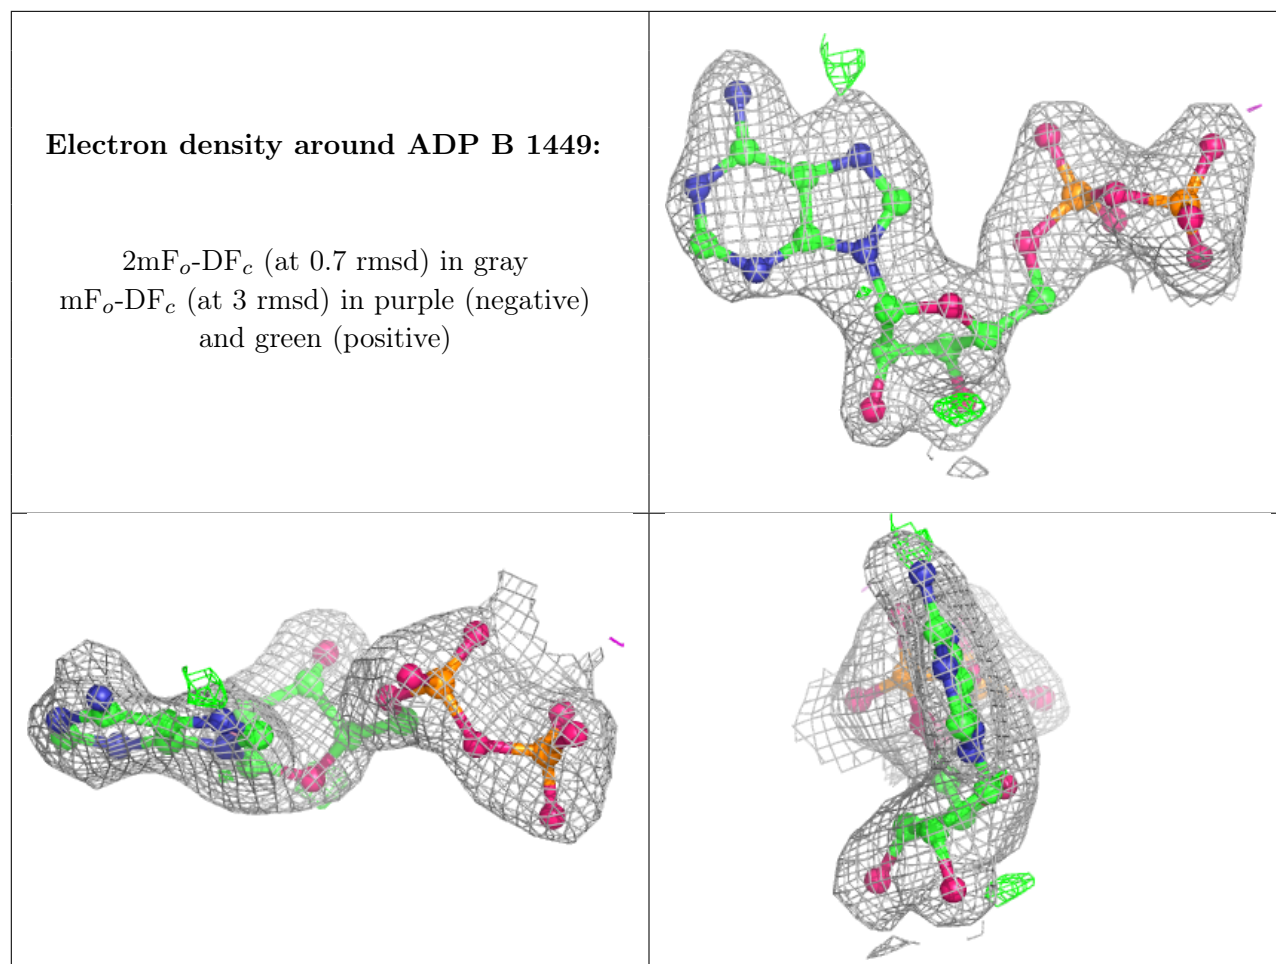 Electron density around ADP B 1449:
2mFo-DFc (at 0.7 rmsd) in gray
mFo-DFc (at 3 rmsd) in purple (negative)
and green (positive)